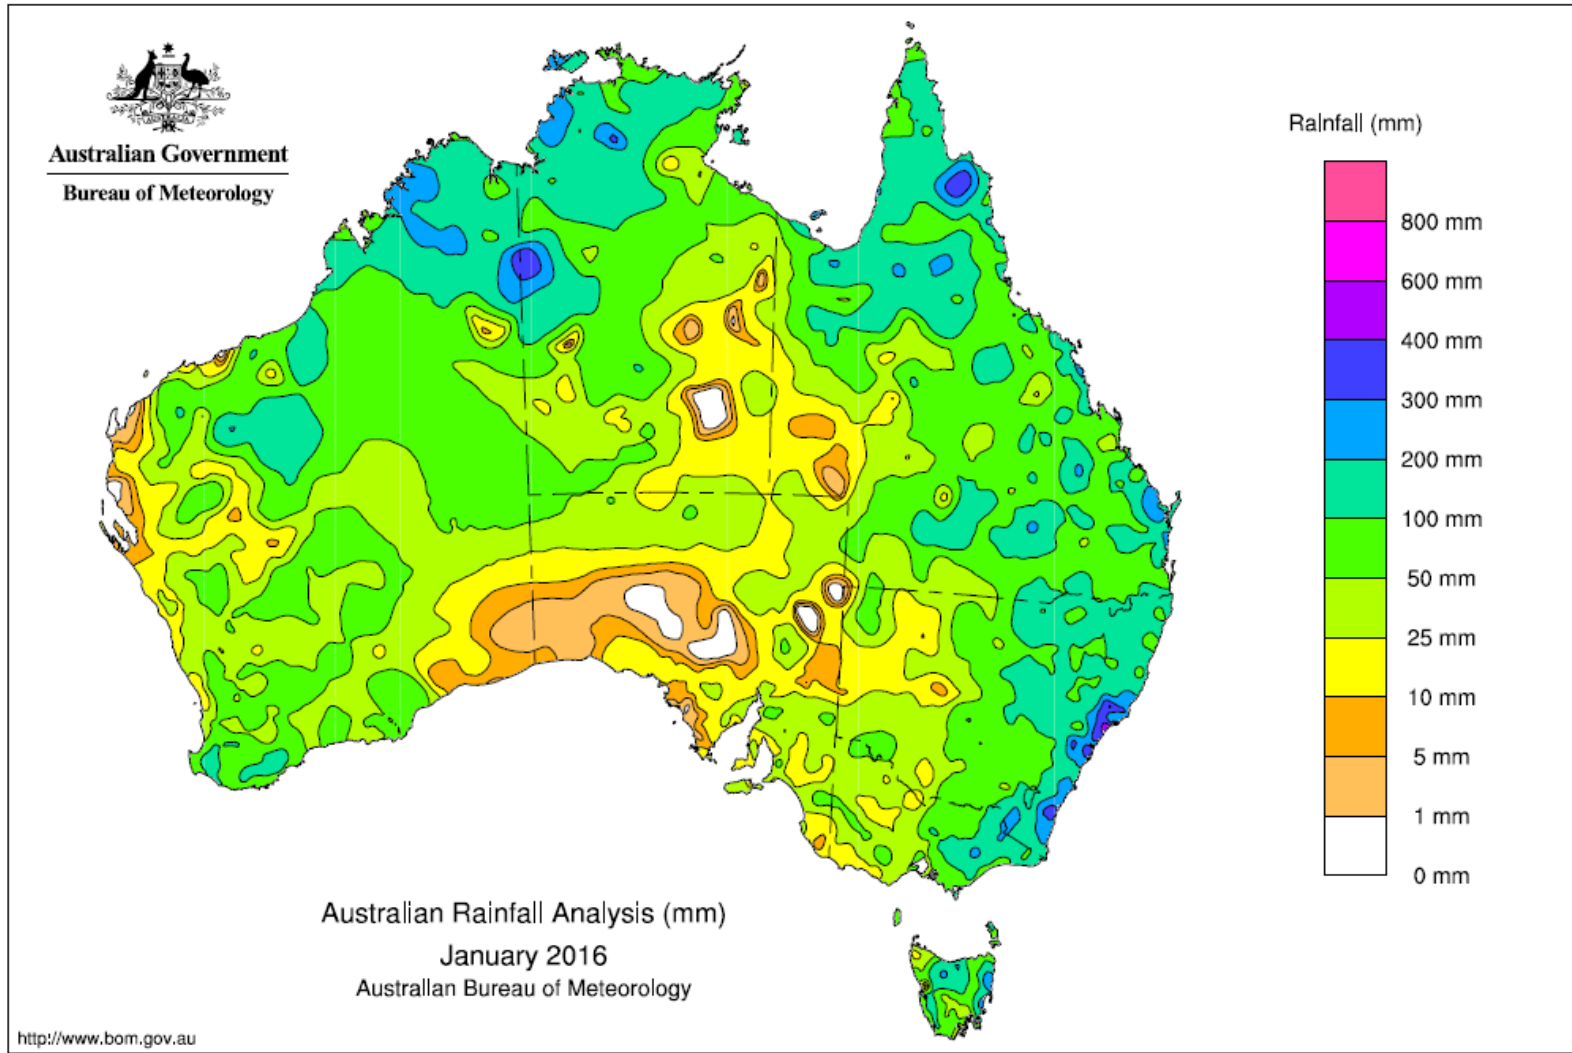 Australian Government
Bureau of Meteorology
Rainfall (mm)
800 mm
600 mm
400 mm
300 mm
200 mm
100 mm
50 mm
25 mm
10 mm
5 mm
1 mm
0 mm
Australian Rainfall Analysis (mm)
January 2016
Australian Bureau of Meteorology
http://www.bom.gov.au